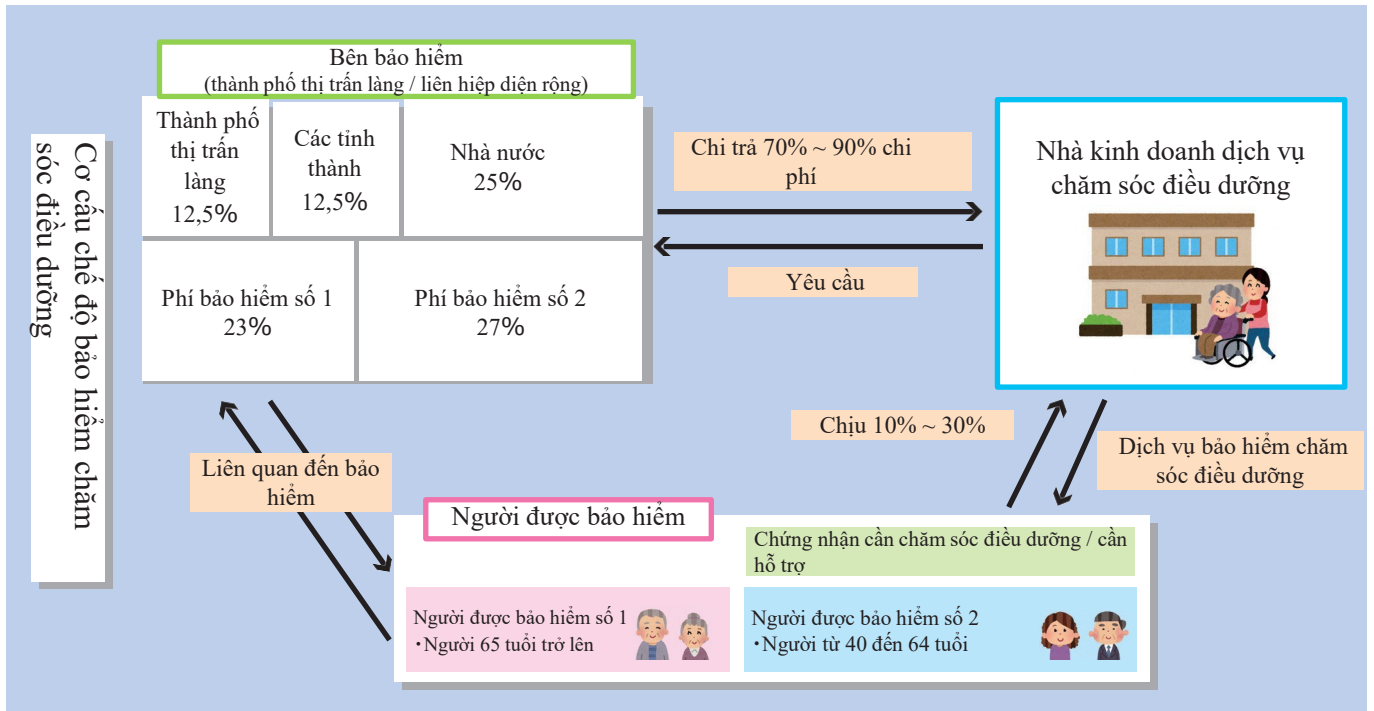 Cơ cấu chế độ bảo hiểm chăm
sóc điều dưỡng
Bên bảo hiểm
(thành phố thị trấn làng / liên hiệp diện rộng)
Thành phố
thị trấn
làng
12,5%
Các tỉnh
thành
12,5%
Nhà nước
25%
Phí bảo hiểm số 1
23%
Phí bảo hiểm số 2
27%
Chi trả 70% ~ 90% chi
phí
Yêu cầu
Nhà kinh doanh dịch vụ
chăm sóc điều dưỡng
Liên quan đến bảo
hiểm
Chịu 10% ~ 30%
Dịch vụ bảo hiểm chăm
sóc điều dưỡng
Người được bảo hiểm
Chứng nhận cần chăm sóc điều dưỡng / cần
hỗ trợ
Người được bảo hiểm số 1
・Người 65 tuổi trở lên
Người được bảo hiểm số 2
・Người từ 40 đến 64 tuổi